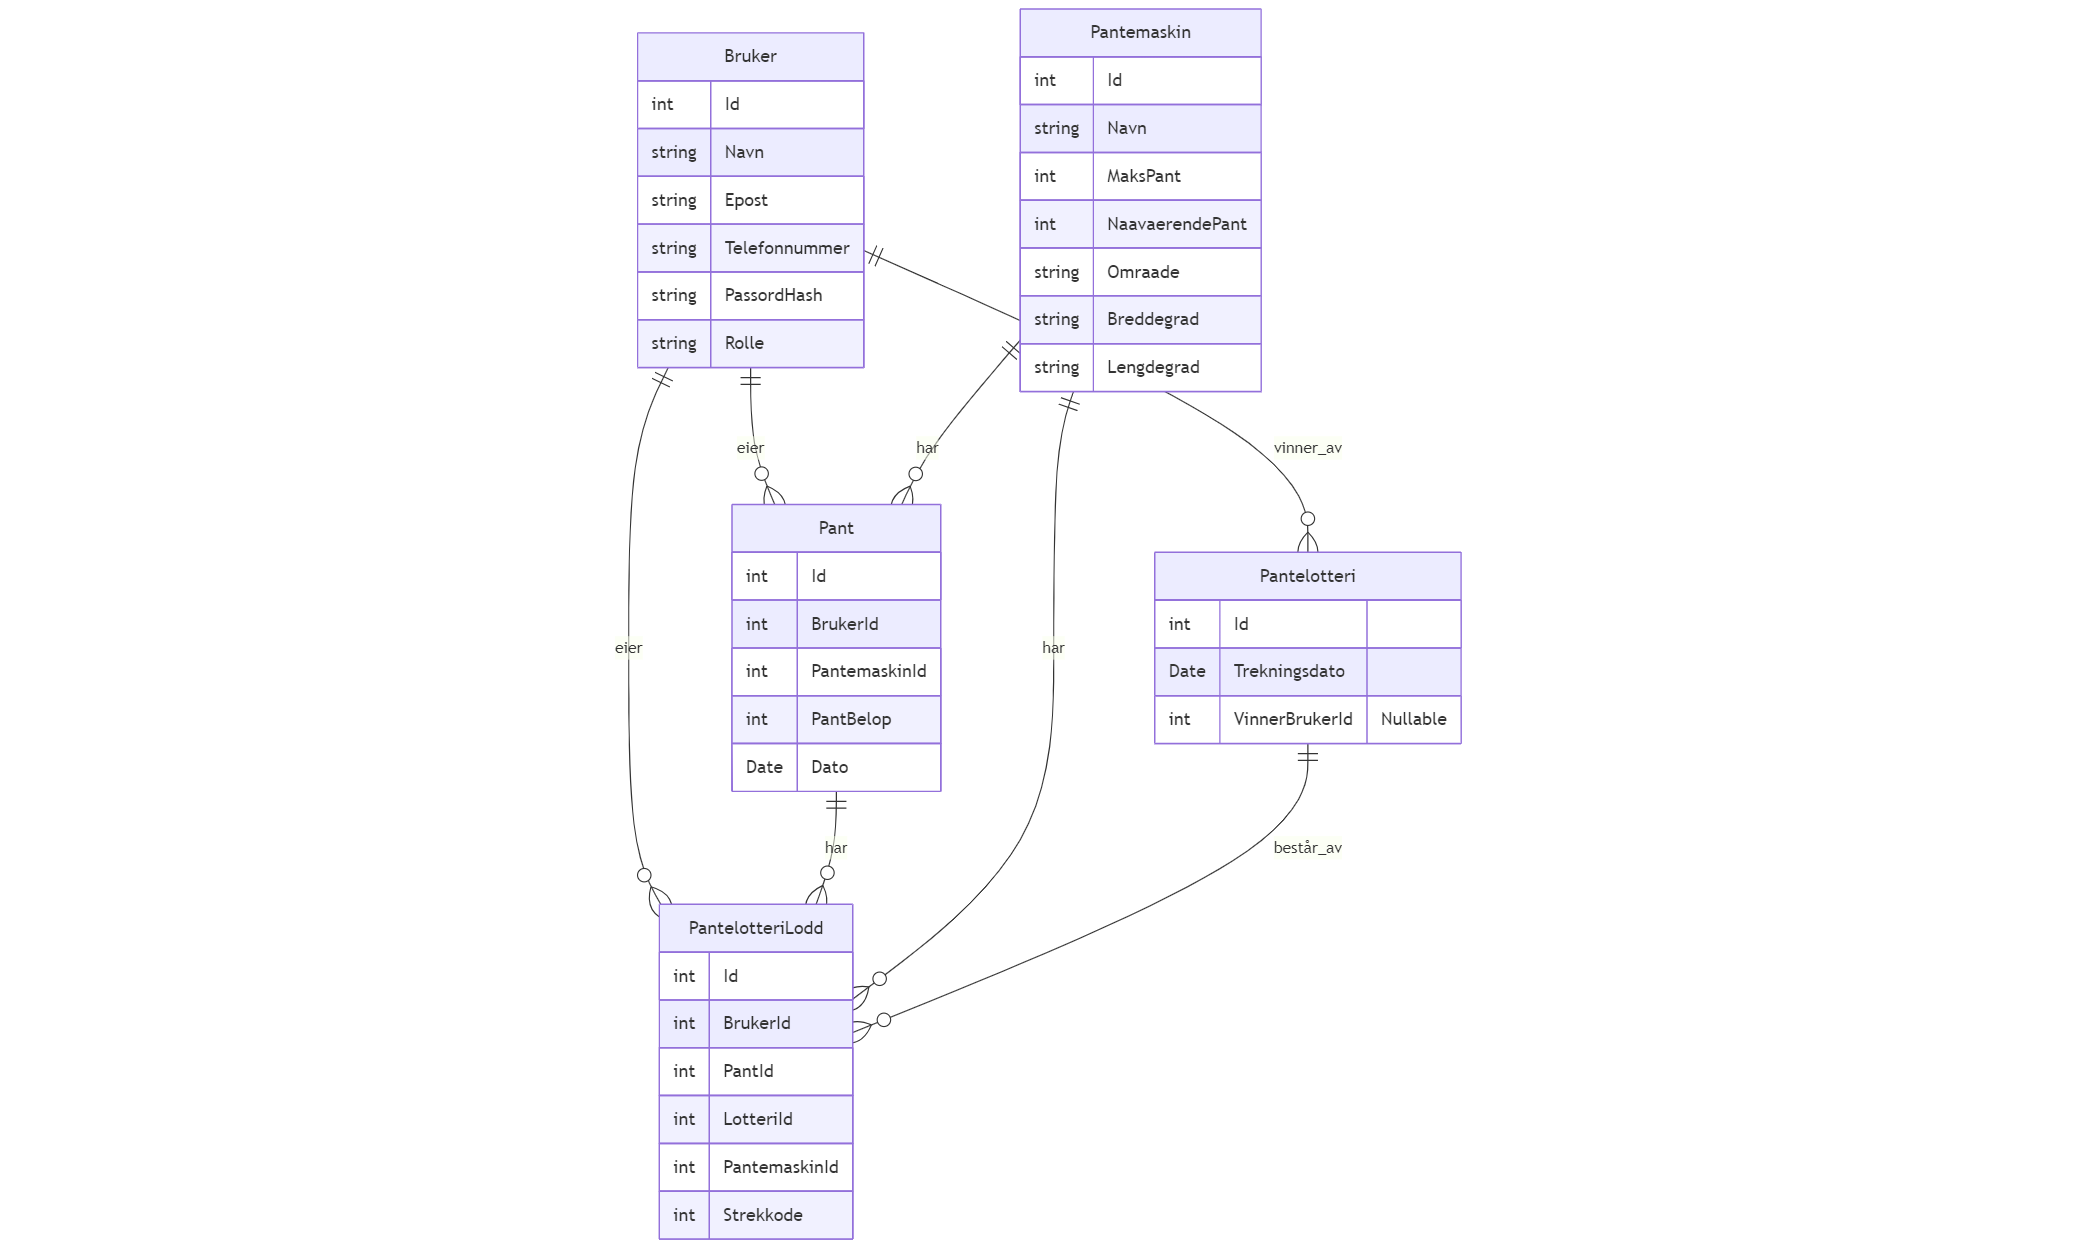 Bruker
int Id
string Navn
string Epost
string Telefonnummer
string PassordHash
string Rolle
Pantemaskin
int Id
string Navn
int MaksPant
int NaavaerendePant
string Omraade
string Breddegrad
string Lengdegrad
eier
har
vinner_av
Pant
int Id
int BrukerId
int PantemaskinId
int PantBelop
Date Dato
Pantelotteri
int Id
Date Trekningsdato
int VinnerBrukerId Nullable
eier
har
har
består_av
PantelotteriLodd
int Id
int BrukerId
int PantId
int LotteriId
int PantemaskinId
int Strekkode